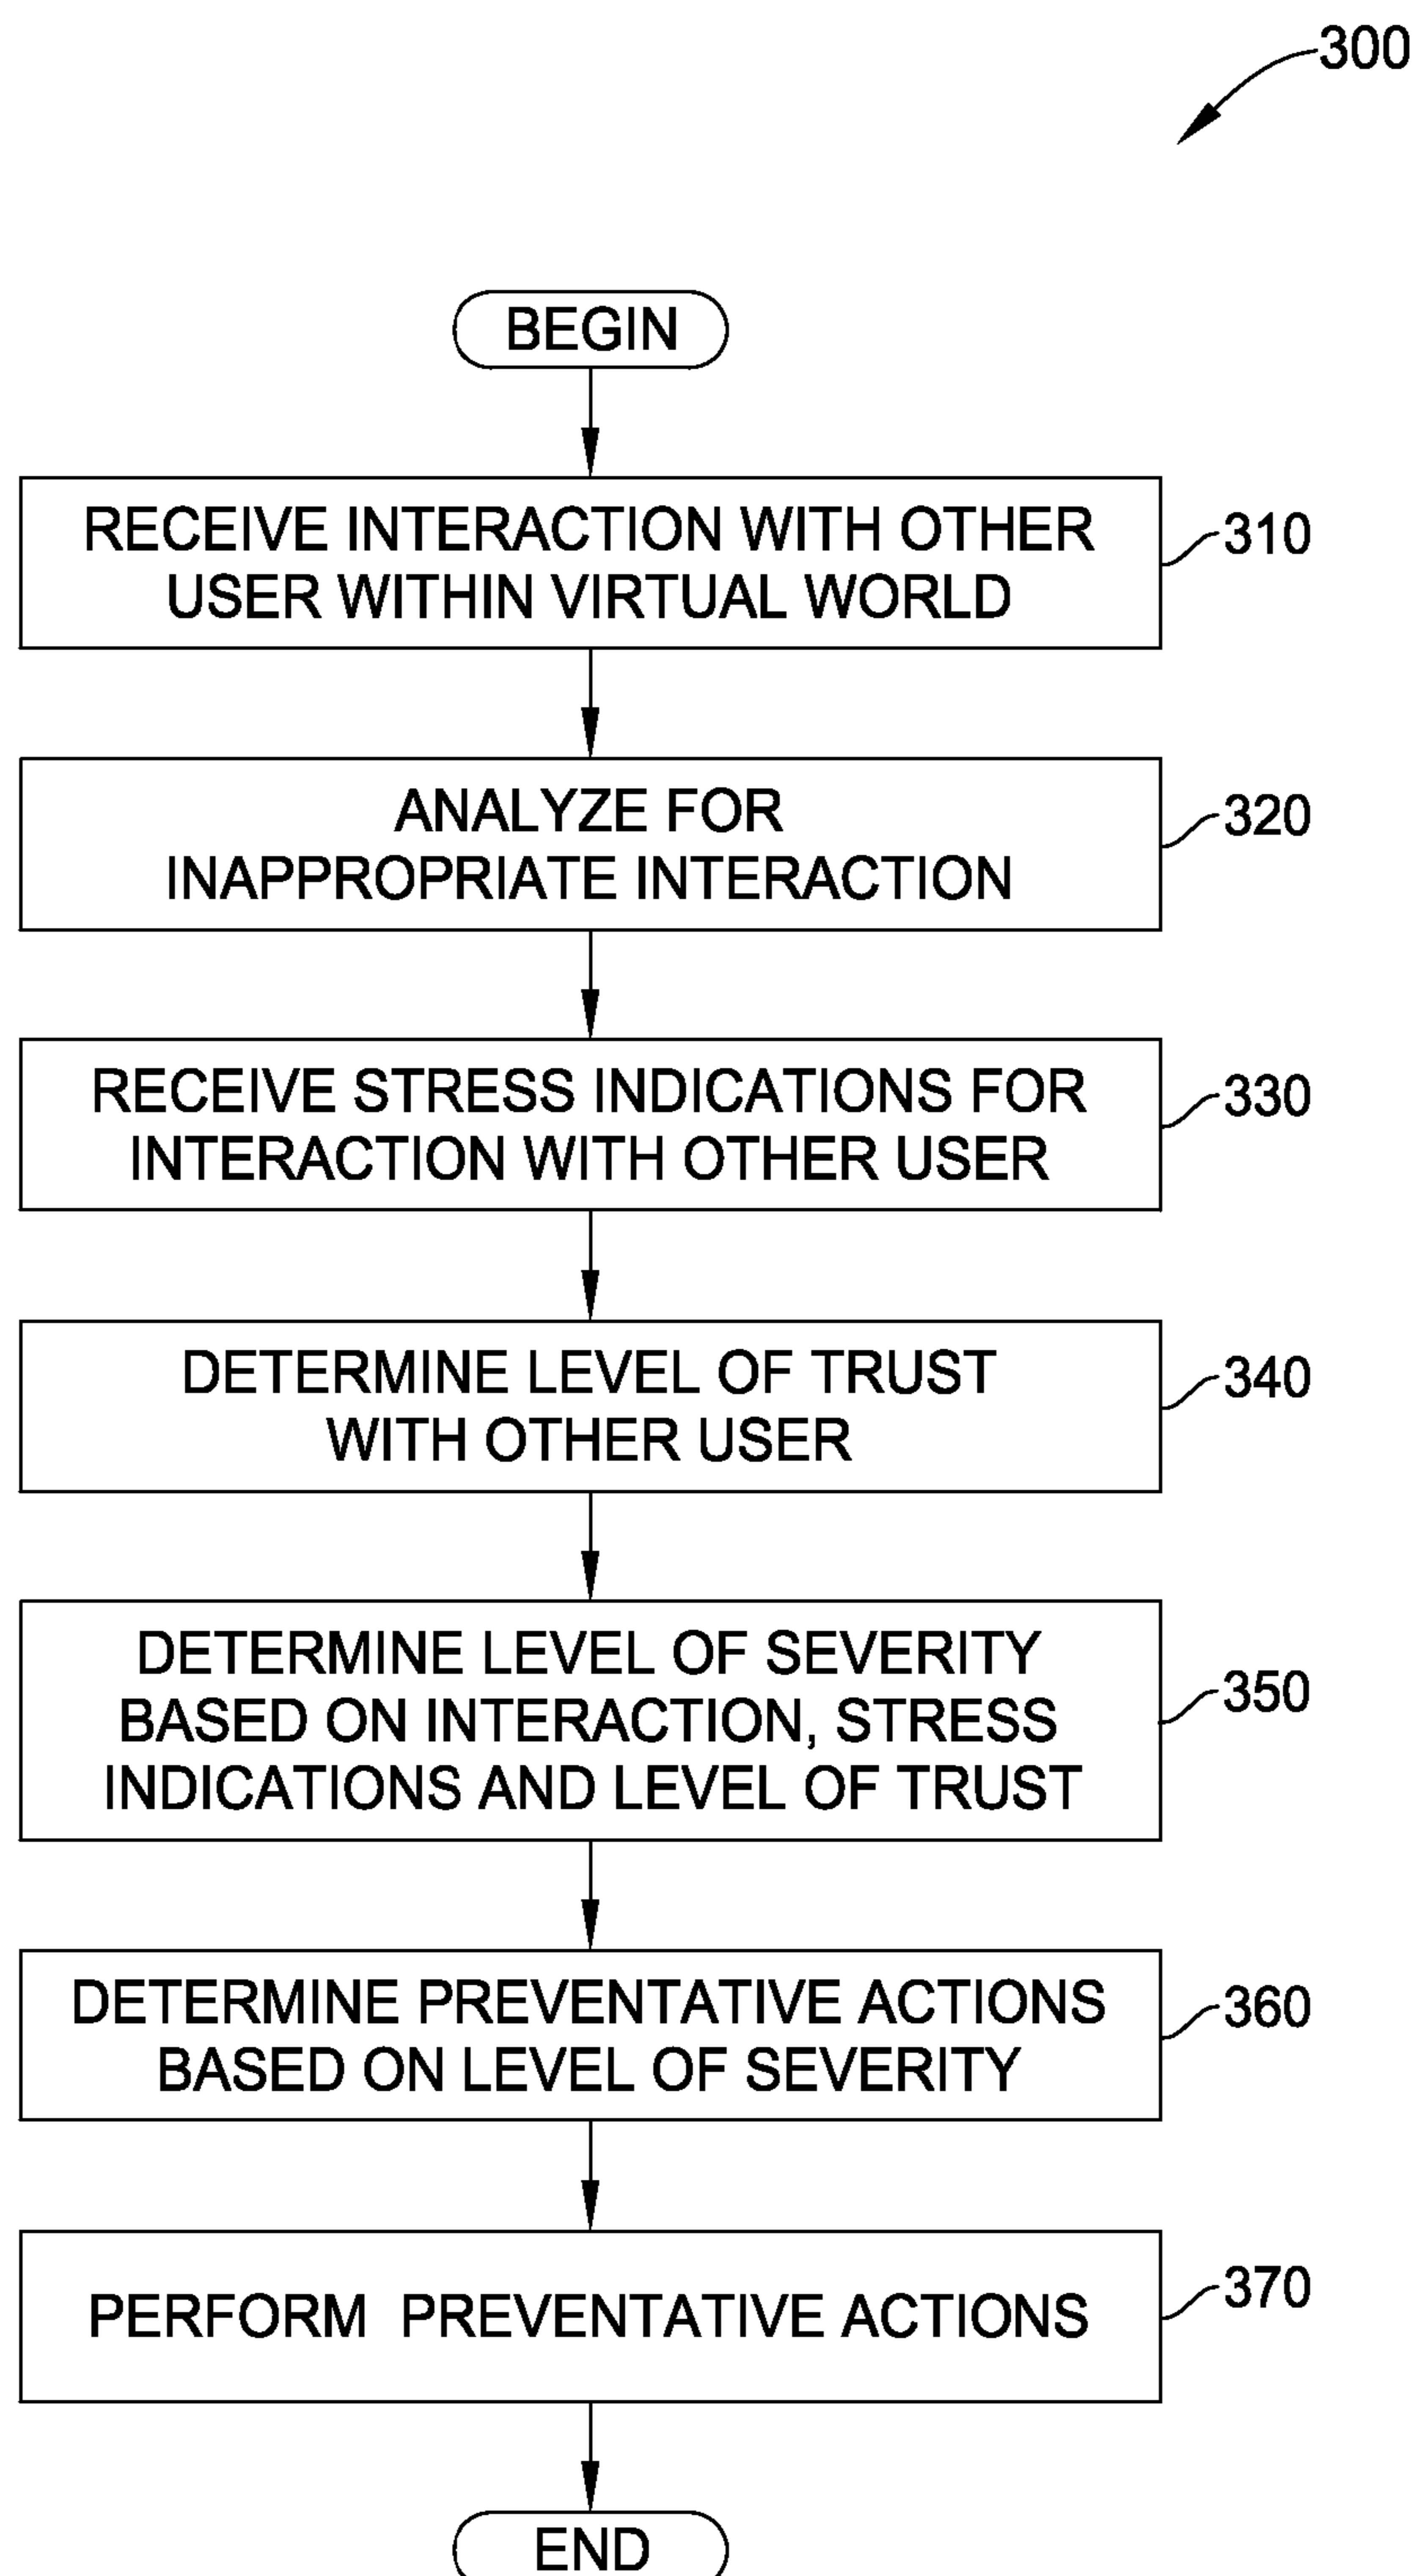 300
BEGIN
RECEIVE INTERACTION WITH OTHER
USER WITHIN VIRTUAL WORLD
310
ANALYZE FOR
INAPPROPRIATE INTERACTION
320
RECEIVE STRESS INDICATIONS FOR
INTERACTION WITH OTHER USER
330
DETERMINE LEVEL OF TRUST
WITH OTHER USER
340
DETERMINE LEVEL OF SEVERITY
BASED ON INTERACTION, STRESS
INDICATIONS AND LEVEL OF TRUST
350
DETERMINE PREVENTATIVE ACTIONS
BASED ON LEVEL OF SEVERITY
360
PERFORM PREVENTATIVE ACTIONS
370
END